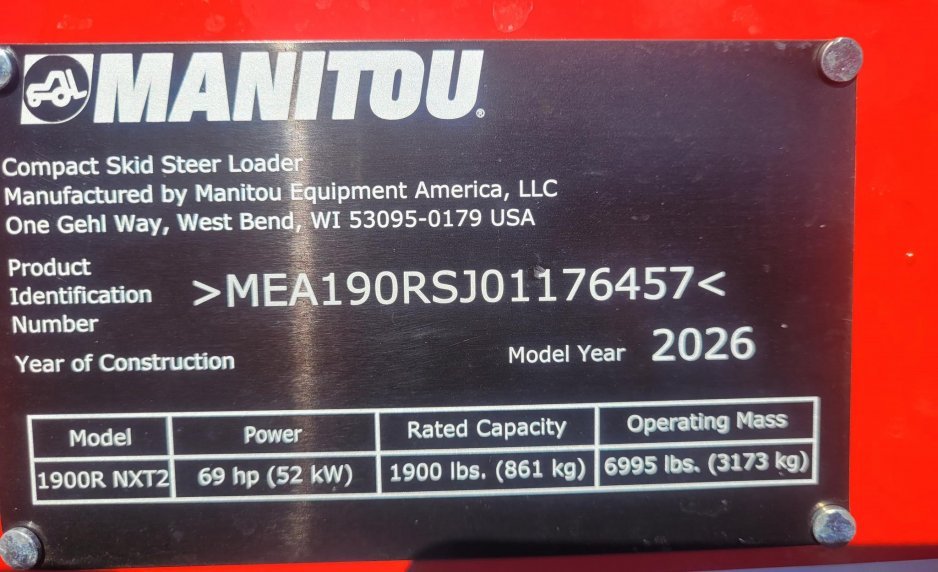 MANITOU®
Compact Skid Steer Loader
Manufactured by Manitou Equipment America, LLC
One Gehl Way, West Bend, WI 53095-0179 USA
Product
Identification
Number
>MEA190RSJ01176457<
Year of Construction
Model Year 2026
Model Power Rated Capacity Operating Mass
1900R NXT2 69 hp (52 kW) 1900 lbs. (861 kg) 6995 lbs. (3173 kg)